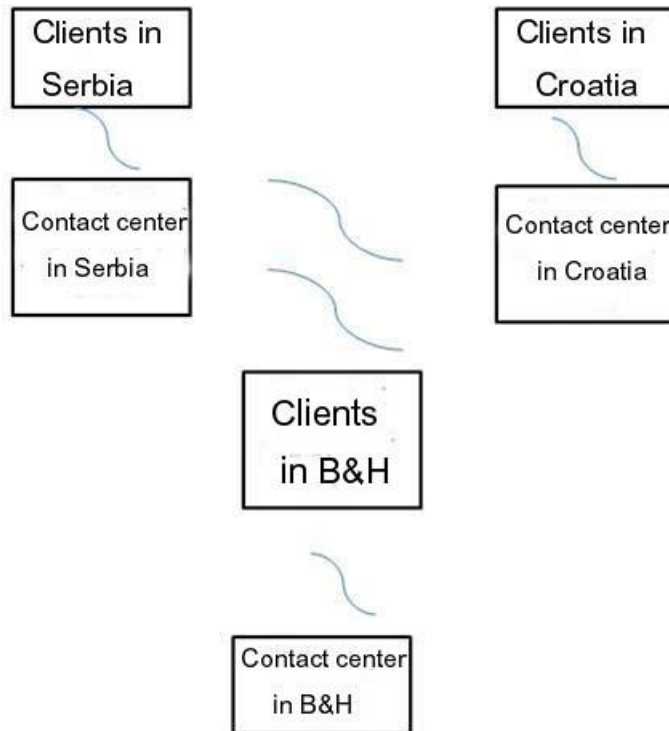 Clients in
Serbia
Clients in
Croatia
Contact center
in Serbia
Contact center
in Croatia
Clients
in B&H
Contact center
in B&H